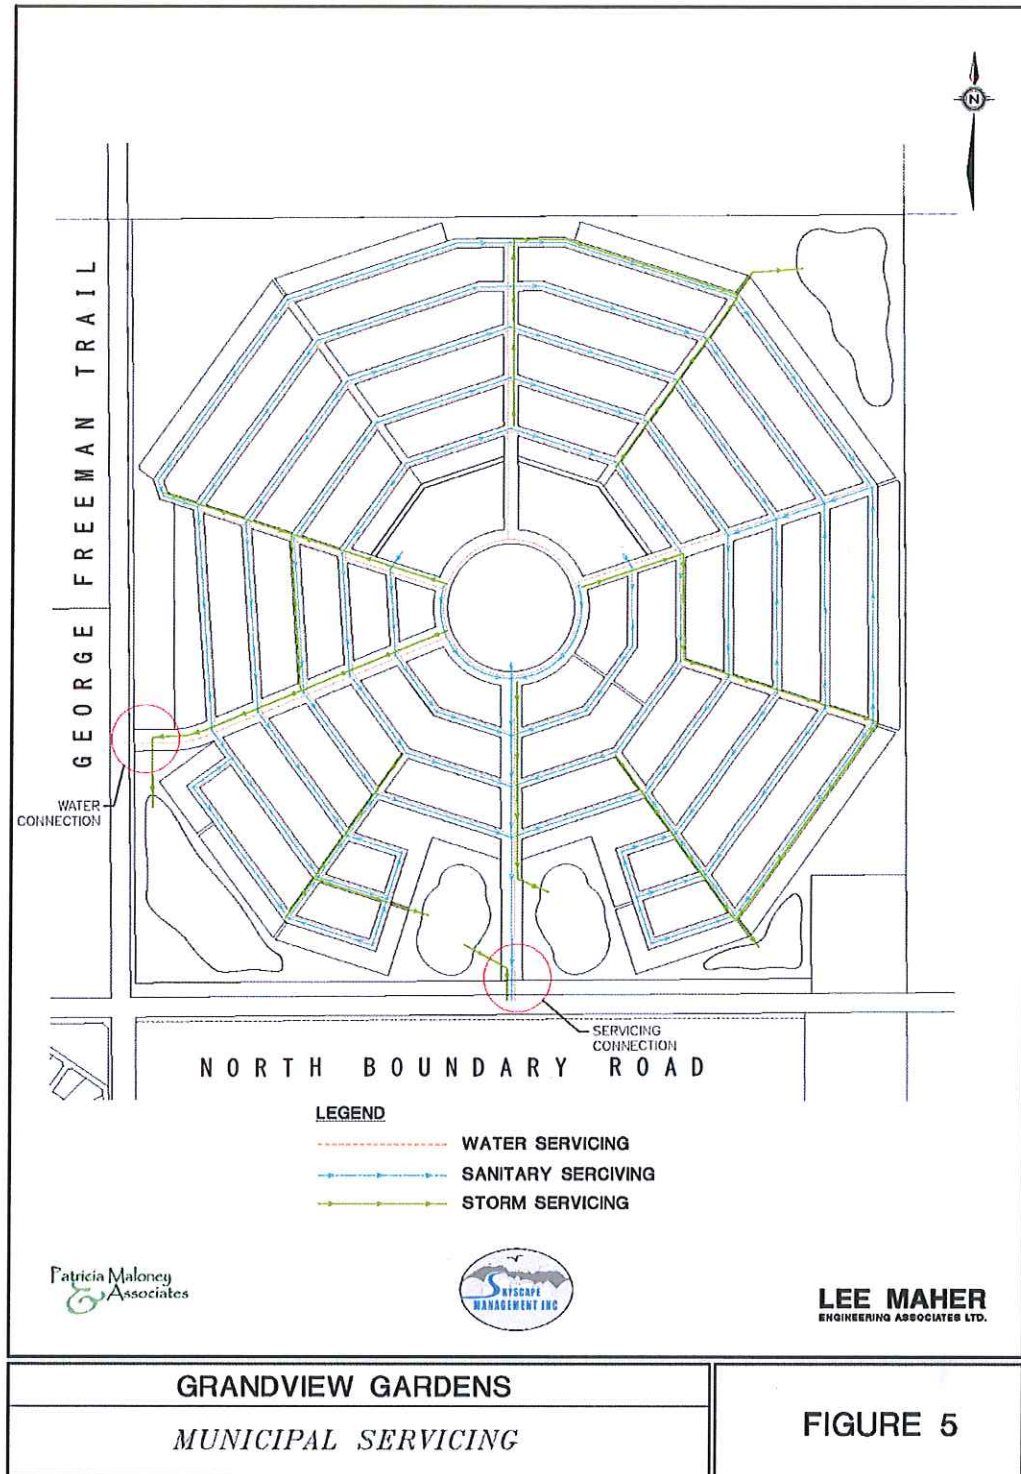 N
GEORGE FREEMAN TRAIL
WATER
CONNECTION
SERVICING
CONNECTION
NORTH BOUNDARY ROAD
LEGEND
WATER SERVICING
SANITARY SERCIVING
STORM SERVICING
Patricia Maloney
& Associates
SKYSCAPE
MANAGEMENT INC
LEE MAHER
ENGINEERING ASSOCIATES LTD.
GRANDVIEW GARDENS
MUNICIPAL SERVICING
FIGURE 5